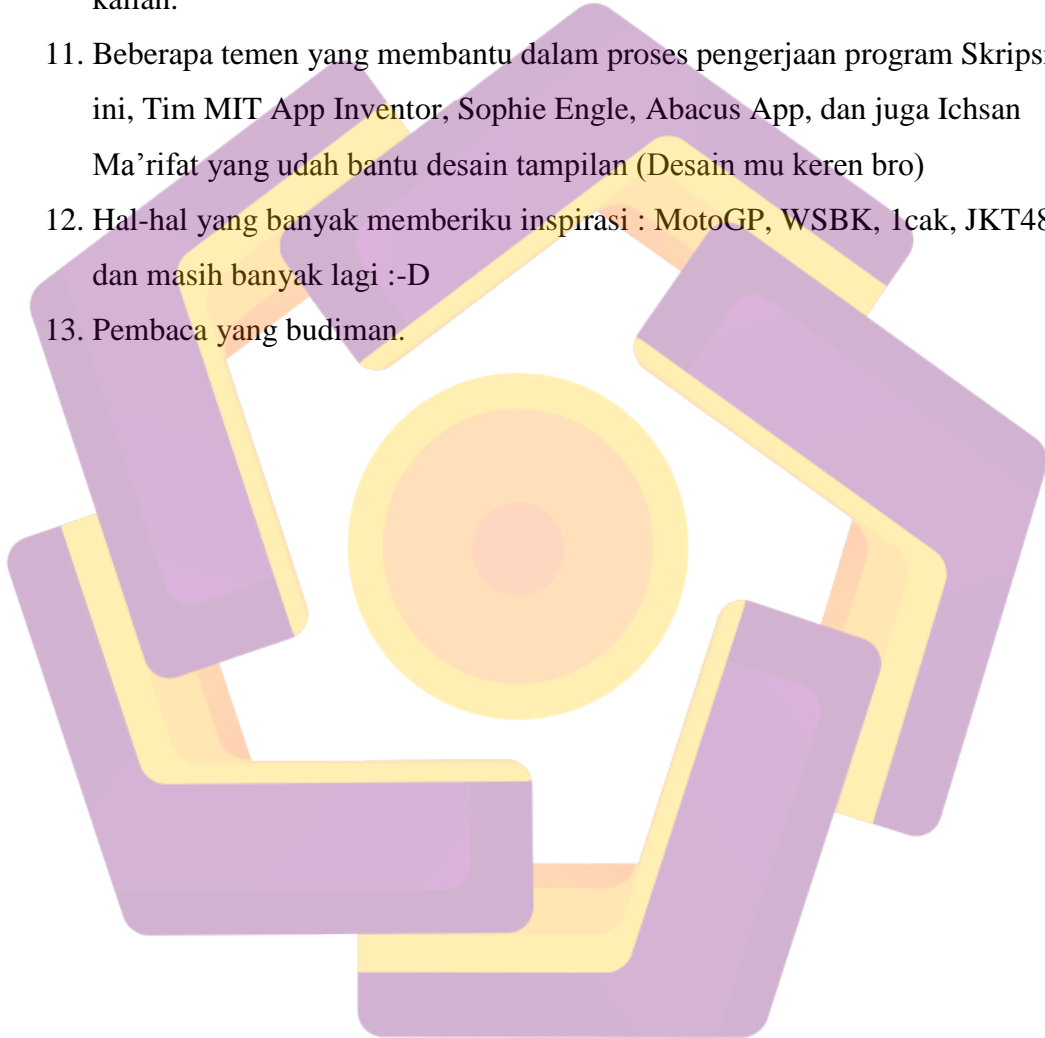 kalian.
11. Beberapa temen yang membantu dalam proses pengerjaan program Skripsi
ini, Tim MIT App Inventor, Sophie Engle, Abacus App, dan juga Ichsan
Ma’rifat yang udah bantu desain tampilan (Desain mu keren bro)
12. Hal-hal yang banyak memberiku inspirasi : MotoGP, WSBK, 1cak, JKT48
dan masih banyak lagi :-D
13. Pembaca yang budiman.